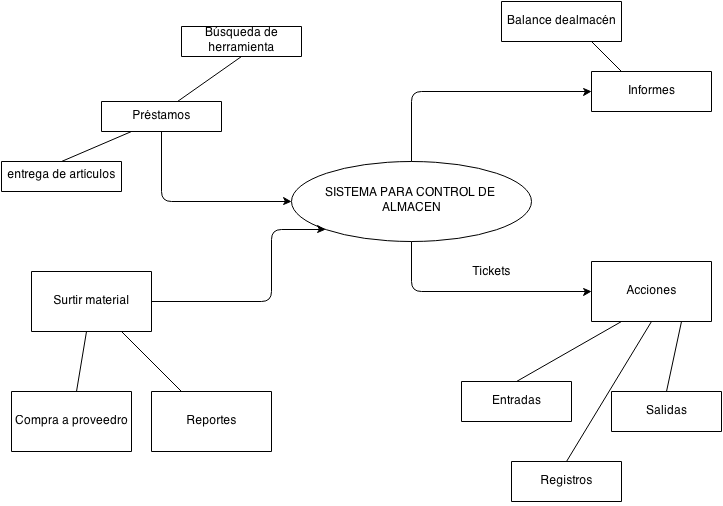 Balance dealmacén
Búsqueda de
herramienta
Informes
Préstamos
entrega de articulos
SISTEMA PARA CONTROL DE
ALMACEN
Tickets
Surtir material
Acciones
Entradas
Salidas
Compra a proveedro
Reportes
Registros